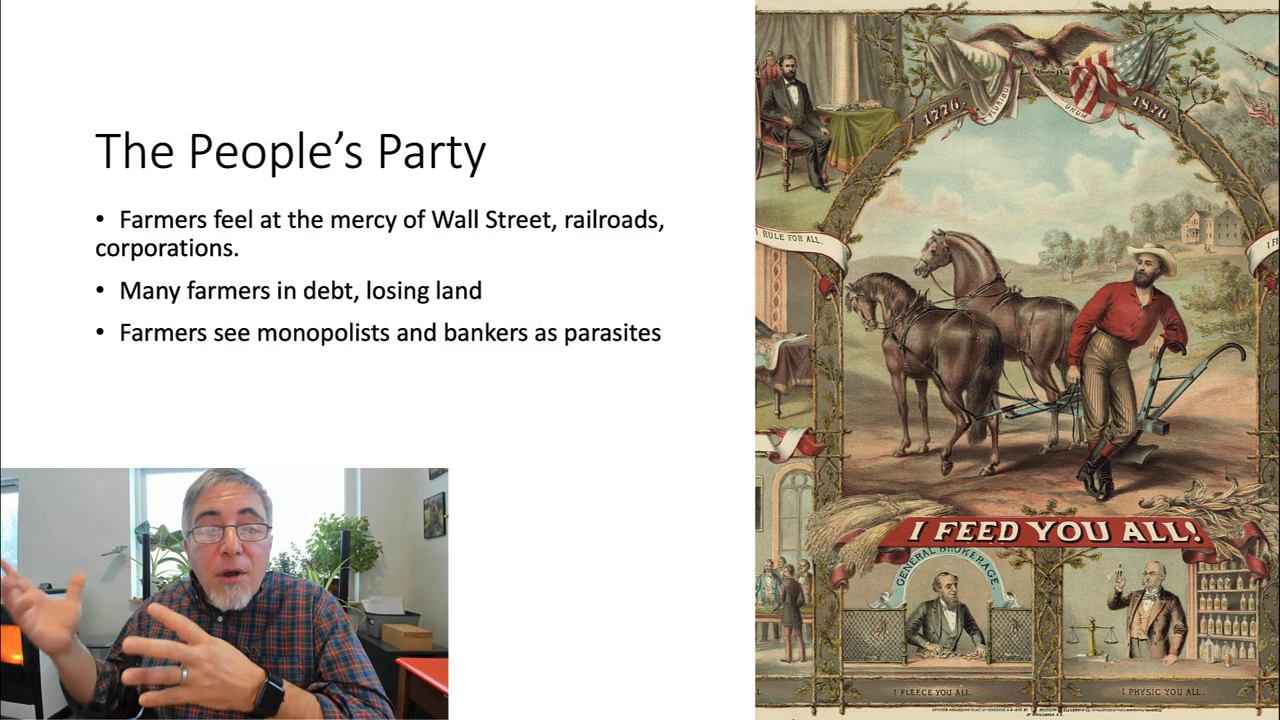 The People’s Party
• Farmers feel at the mercy of Wall Street, railroads,
corporations.
• Many farmers in debt, losing land
• Farmers see monopolists and bankers as parasites
1776.
PLURIBUS
UNUM
1876.
I RULE FOR ALL.
I FEED YOU ALL!
GENERAL BROKERAGE
I FLEECE YOU ALL.
I PHYSIC YOU ALL.